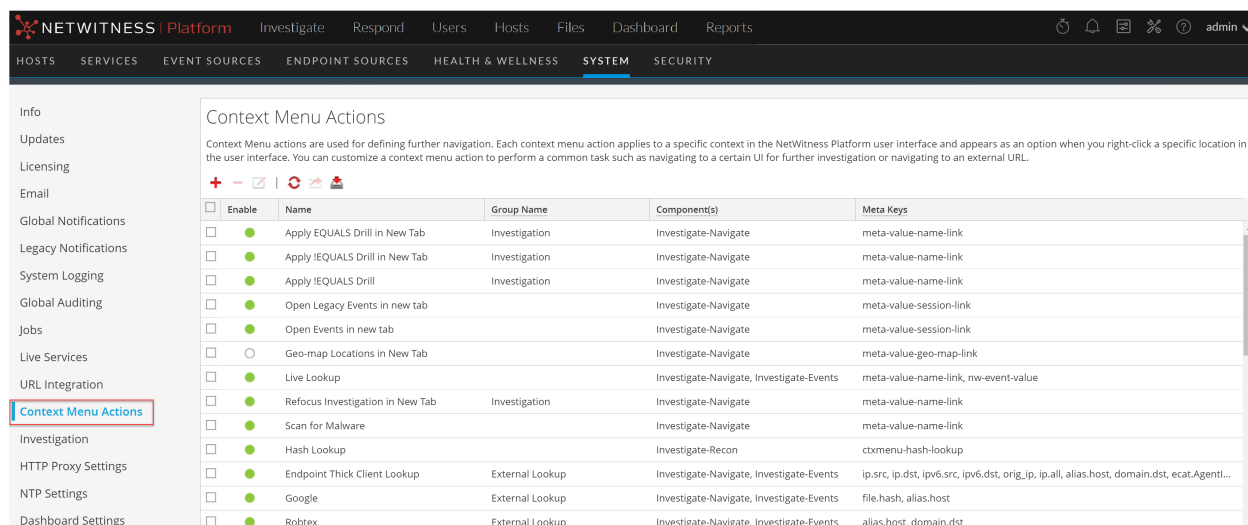 NETWITNESS | Platform Investigate Respond Users Hosts Files Dashboard Reports admin
HOSTS SERVICES EVENT SOURCES ENDPOINT SOURCES HEALTH & WELLNESS SYSTEM SECURITY
Info
Updates
Licensing
Email
Global Notifications
Legacy Notifications
System Logging
Global Auditing
Jobs
Live Services
URL Integration
Context Menu Actions
Investigation
HTTP Proxy Settings
NTP Settings
Dashboard Settings
Context Menu Actions
Context Menu actions are used for defining further navigation. Each context menu action applies to a specific context in the NetWitness Platform user interface and appears as an option when you right-click a specific location in
the user interface. You can customize a context menu action to perform a common task such as navigating to a certain UI for further investigation or navigating to an external URL.
Enable Name Group Name Component(s) Meta Keys
Apply EQUALS Drill in New Tab Investigation Investigate-Navigate meta-value-name-link
Apply !EQUALS Drill in New Tab Investigation Investigate-Navigate meta-value-name-link
Apply !EQUALS Drill Investigation Investigate-Navigate meta-value-name-link
Open Legacy Events in new tab Investigate-Navigate meta-value-session-link
Open Events in new tab Investigate-Navigate meta-value-session-link
Geo-map Locations in New Tab Investigate-Navigate meta-value-geo-map-link
Live Lookup Investigate-Navigate, Investigate-Events meta-value-name-link, nw-event-value
Refocus Investigation in New Tab Investigation Investigate-Navigate meta-value-name-link
Scan for Malware Investigate-Navigate meta-value-name-link
Hash Lookup Investigate-Recon ctxmenu-hash-lookup
Endpoint Thick Client Lookup External Lookup Investigate-Navigate, Investigate-Events ip.src, ip.dst, ipv6.src, ipv6.dst, orig_ip, ip.all, alias.host, domain.dst, ecat.AgentI...
Google External Lookup Investigate-Navigate, Investigate-Events file.hash, alias.host
Robtex External Lookup Investigate-Navigate, Investigate-Events alias.host, domain.dst